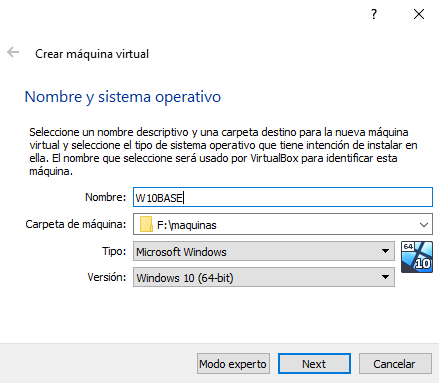 ?
Crear máquina virtual
Nombre y sistema operativo
Seleccione un nombre descriptivo y una carpeta destino para la nueva máquina
virtual y seleccione el tipo de sistema operativo que tiene intención de instalar en
ella. El nombre que seleccione será usado por VirtualBox para identificar esta
máquina.
Nombre: W10BASE
Carpeta de máquina: F:\maquinas
Tipo: Microsoft Windows
64
Versión: Windows 10 (64-bit)
10
Modo experto Next Cancelar